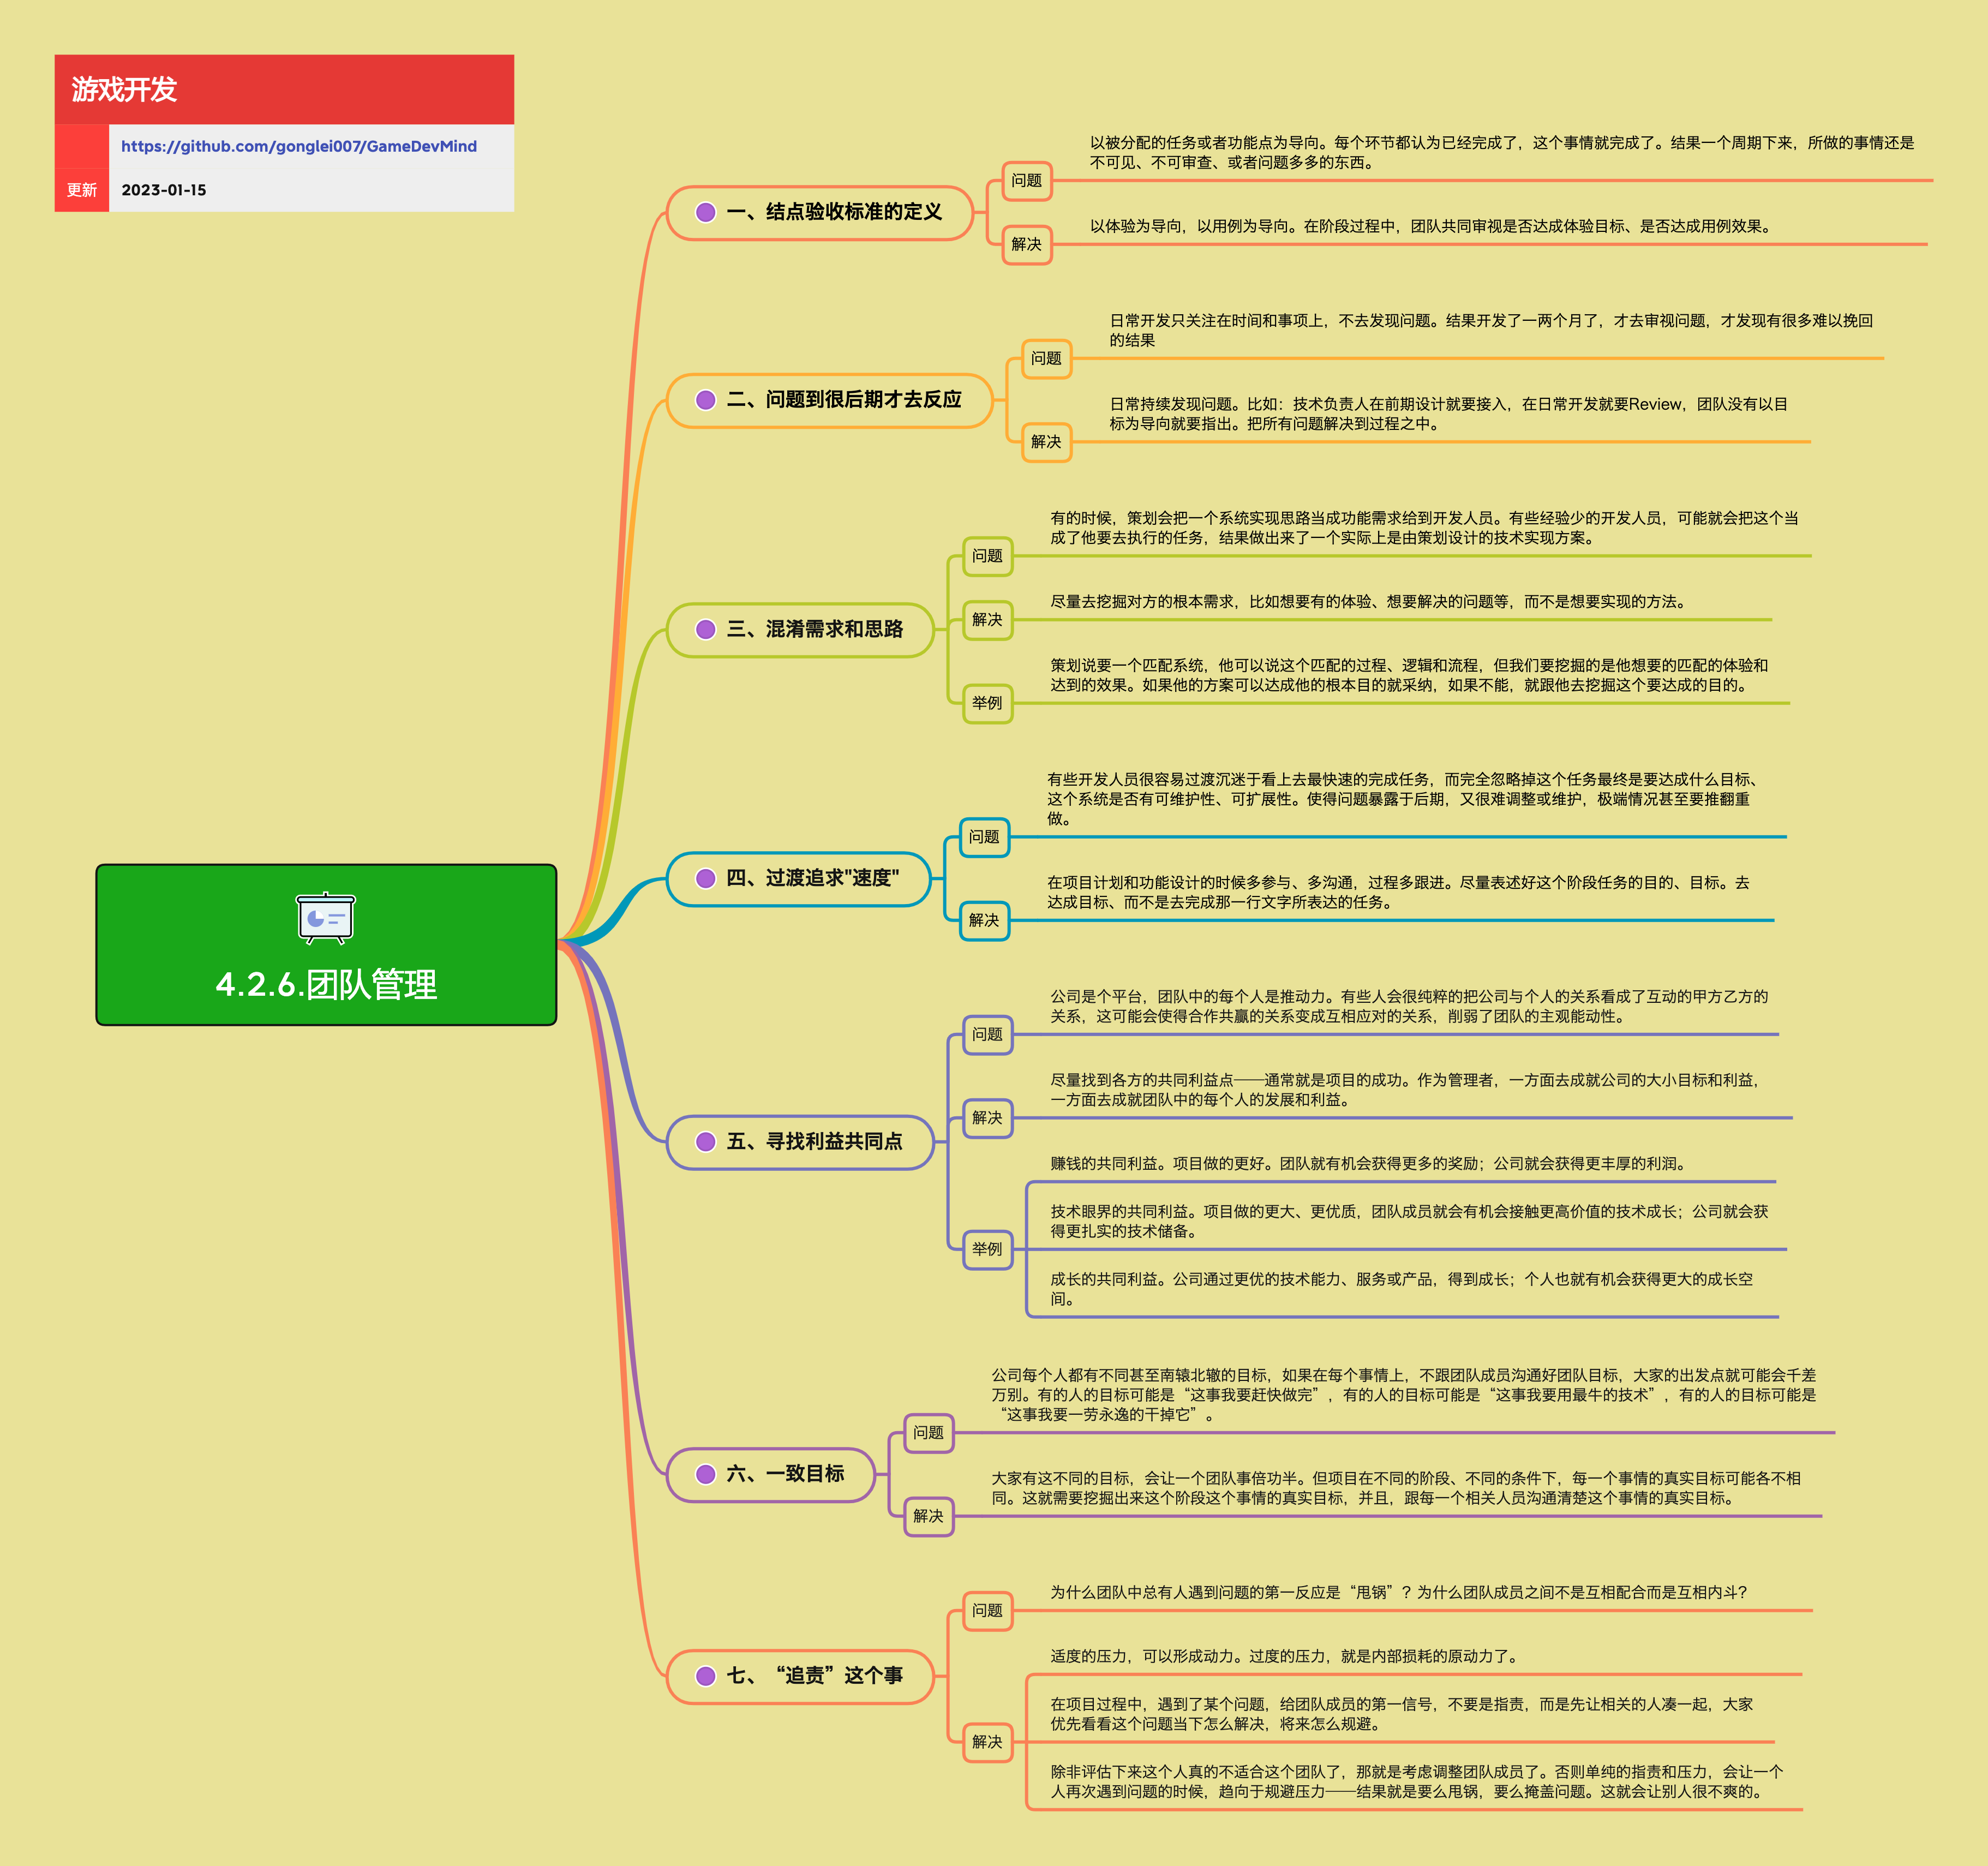 游戏开发
https://github.com/gonglei007/GameDevMind
更新 2023-01-15
4.2.6.团队管理
一、结点验收标准的定义
问题
以被分配的任务或者功能点为导向。每个环节都认为已经完成了，这个事情就完成了。结果一个周期下来，所做的事情还是
不可见、不可审查、或者问题多多的东西。
解决
以体验为导向，以用例为导向。在阶段过程中，团队共同审视是否达成体验目标、是否达成用例效果。
二、问题到很后期才去反应
问题
日常开发只关注在时间和事项上，不去发现问题。结果开发了一两个月了，才去审视问题，才发现有很多难以挽回
的结果
解决
日常持续发现问题。比如：技术负责人在前期设计就要接入，在日常开发就要Review，团队没有以目
标为导向就要指出。把所有问题解决到过程之中。
三、混淆需求和思路
问题
有的时候，策划会把一个系统实现思路当成功能需求给到开发人员。有些经验少的开发人员，可能就会把这个当
成了他要去执行的任务，结果做出来了一个实际上是由策划设计的技术实现方案。
解决
尽量去挖掘对方的根本需求，比如想要有的体验、想要解决的问题等，而不是想要实现的方法。
举例
策划说要一个匹配系统，他可以说这个匹配的过程、逻辑和流程，但我们要挖掘的是他想要的匹配的体验和
达到的效果。如果他的方案可以达成他的根本目的就采纳，如果不能，就跟他去挖掘这个要达成的目的。
四、过渡追求"速度"
问题
有些开发人员很容易过渡沉迷于看上去最快速的完成任务，而完全忽略掉这个任务最终是要达成什么目标、
这个系统是否有可维护性、可扩展性。使得问题暴露于后期，又很难调整或维护，极端情况甚至要推翻重
做。
解决
在项目计划和功能设计的时候多参与、多沟通，过程多跟进。尽量表述好这个阶段任务的目的、目标。去
达成目标、而不是去完成那一行文字所表达的任务。
五、寻找利益共同点
问题
公司是个平台，团队中的每个人是推动力。有些人会很纯粹的把公司与个人的关系看成了互动的甲方乙方的
关系，这可能会使得合作共赢的关系变成互相应对的关系，削弱了团队的主观能动性。
解决
尽量找到各方的共同利益点——通常就是项目的成功。作为管理者，一方面去成就公司的大小目标和利益，
一方面去成就团队中的每个人的发展和利益。
举例
赚钱的共同利益。项目做的更好。团队就有机会获得更多的奖励；公司就会获得更丰厚的利润。
技术眼界的共同利益。项目做的更大、更优质，团队成员就会有机会接触更高价值的技术成长；公司就会获
得更扎实的技术储备。
成长的共同利益。公司通过更优的技术能力、服务或产品，得到成长；个人也就有机会获得更大的成长空
间。
六、一致目标
问题
公司每个人都有不同甚至南辕北辙的目标，如果在每个事情上，不跟团队成员沟通好团队目标，大家的出发点就可能会千差
万别。有的人的目标可能是“这事我要赶快做完”，有的人的目标可能是“这事我要用最牛的技术”，有的人的目标可能是
“这事我要一劳永逸的干掉它”。
解决
大家有这不同的目标，会让一个团队事倍功半。但项目在不同的阶段、不同的条件下，每一个事情的真实目标可能各不相
同。这就需要挖掘出来这个阶段这个事情的真实目标，并且，跟每一个相关人员沟通清楚这个事情的真实目标。
七、“追责”这个事
问题
为什么团队中总有人遇到问题的第一反应是“甩锅”？为什么团队成员之间不是互相配合而是互相内斗？
解决
适度的压力，可以形成动力。过度的压力，就是内部损耗的原动力了。
在项目过程中，遇到了某个问题，给团队成员的第一信号，不要是指责，而是先让相关的人凑一起，大家
优先看看这个问题当下怎么解决，将来怎么规避。
除非评估下来这个人真的不适合这个团队了，那就是考虑调整团队成员了。否则单纯的指责和压力，会让一个
人再次遇到问题的时候，趋向于规避压力——结果就是要么甩锅，要么掩盖问题。这就会让别人很不爽的。